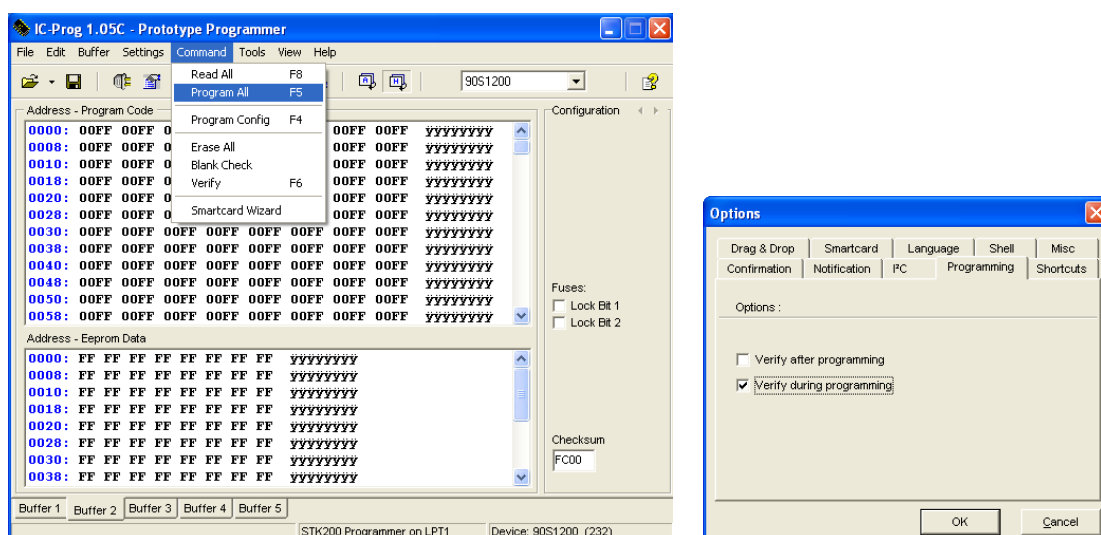 IC-Prog 1.05C - Prototype Programmer
File Edit Buffer Settings Command Tools View Help
90S1200
Read All F8
Program All F5
Program Config F4
Erase All
Blank Check
Verify F6
Smartcard Wizard
Address - Program Code
0000: 00FF 00FF 0 00FF 00FF ÿÿÿÿÿÿÿÿ
0008: 00FF 00FF 0 00FF 00FF ÿÿÿÿÿÿÿÿ
0010: 00FF 00FF 0 00FF 00FF ÿÿÿÿÿÿÿÿ
0018: 00FF 00FF 0 00FF 00FF ÿÿÿÿÿÿÿÿ
0020: 00FF 00FF 0 00FF 00FF ÿÿÿÿÿÿÿÿ
0028: 00FF 00FF 0 00FF 00FF ÿÿÿÿÿÿÿÿ
0030: 00FF 00FF 00FF 00FF 00FF 00FF 00FF 00FF ÿÿÿÿÿÿÿÿ
0038: 00FF 00FF 00FF 00FF 00FF 00FF 00FF 00FF ÿÿÿÿÿÿÿÿ
0040: 00FF 00FF 00FF 00FF 00FF 00FF 00FF 00FF ÿÿÿÿÿÿÿÿ
0048: 00FF 00FF 00FF 00FF 00FF 00FF 00FF 00FF ÿÿÿÿÿÿÿÿ
0050: 00FF 00FF 00FF 00FF 00FF 00FF 00FF 00FF ÿÿÿÿÿÿÿÿ
0058: 00FF 00FF 00FF 00FF 00FF 00FF 00FF 00FF ÿÿÿÿÿÿÿÿ
Address - Eeprom Data
0000: FF FF FF FF FF FF FF FF ÿÿÿÿÿÿÿÿ
0008: FF FF FF FF FF FF FF FF ÿÿÿÿÿÿÿÿ
0010: FF FF FF FF FF FF FF FF ÿÿÿÿÿÿÿÿ
0018: FF FF FF FF FF FF FF FF ÿÿÿÿÿÿÿÿ
0020: FF FF FF FF FF FF FF FF ÿÿÿÿÿÿÿÿ
0028: FF FF FF FF FF FF FF FF ÿÿÿÿÿÿÿÿ
0030: FF FF FF FF FF FF FF FF ÿÿÿÿÿÿÿÿ
0038: FF FF FF FF FF FF FF FF ÿÿÿÿÿÿÿÿ
Configuration
Fuses:
Lock Bit 1
Lock Bit 2
Checksum
FC00
Buffer 1 Buffer 2 Buffer 3 Buffer 4 Buffer 5
STK200 Programmer on LPT1 Device: 90S1200 (232)
Options
Drag & Drop Smartcard Language Shell Misc
Confirmation Notification I²C Programming Shortcuts
Options :
Verify after programming
Verify during programming
OK Cancel